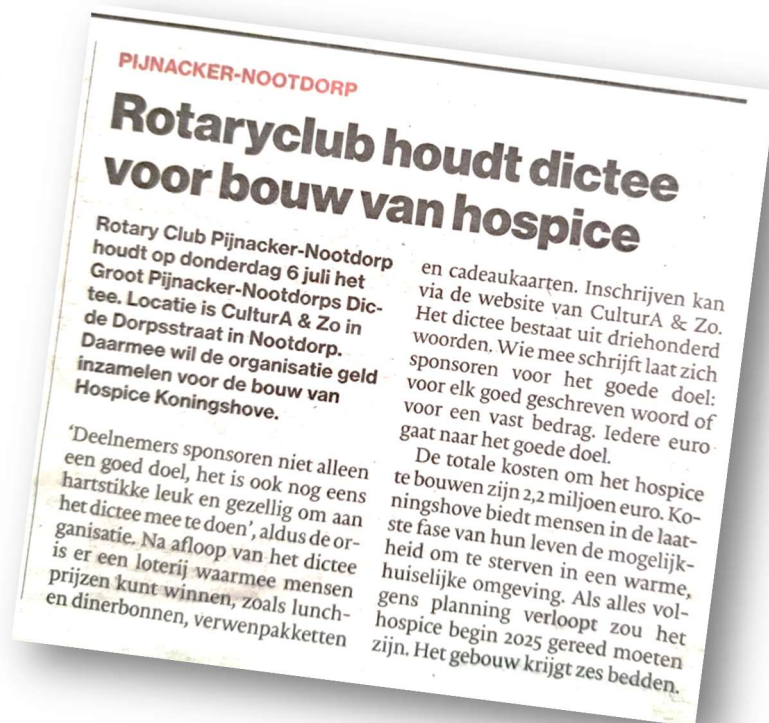 PIJNACKER-NOOTDORP
Rotaryclub houdt dictee
voor bouw van hospice
Rotary Club Pijnacker-Nootdorp
houdt op donderdag 6 juli het
Groot Pijnacker-Nootdorps Dic-
tee. Locatie is CulturA & Zo in
de Dorpsstraat in Nootdorp.
Daarmee wil de organisatie geld
inzamelen voor de bouw van
Hospice Koningshove.
‘Deelnemers sponsoren niet alleen
een goed doel, het is ook nog eens
hartstikke leuk en gezellig om aan
het dictee mee te doen’, aldus de or-
ganisatie. Na afloop van het dictee
is er een loterij waarmee mensen
prijzen kunt winnen, zoals lunch-
en dinerbonnen, verwenpakketten
en cadeaukaarten. Inschrijven kan
via de website van CulturA & Zo.
Het dictee bestaat uit driehonderd
woorden. Wie mee schrijft laat zich
sponsoren voor het goede doel:
voor elk goed geschreven woord of
voor een vast bedrag. Iedere euro
gaat naar het goede doel.
De totale kosten om het hospice
te bouwen zijn 2,2 miljoen euro. Ko-
ningshove biedt mensen in de laat-
ste fase van hun leven de mogelijk-
heid om te sterven in een warme,
huiselijke omgeving. Als alles vol-
gens planning verloopt zou het
hospice begin 2025 gereed moeten
zijn. Het gebouw krijgt zes bedden.